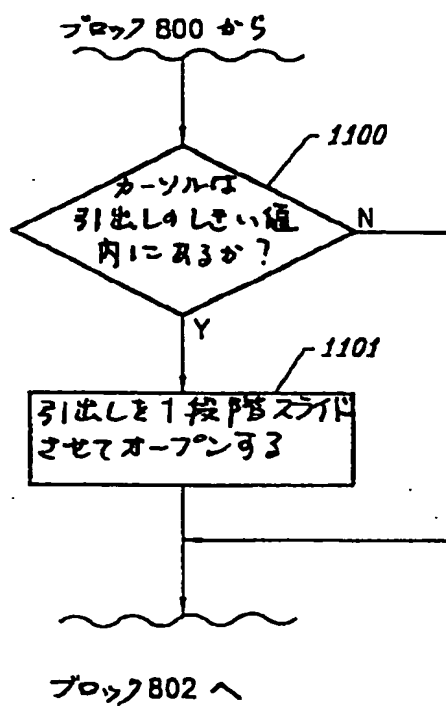 ブロック800から
1100
カーソルは
引出しのしきい値
内にあるか?
N
Y
1101
引出しを1段階スライド
させてオープンする
ブロック802へ